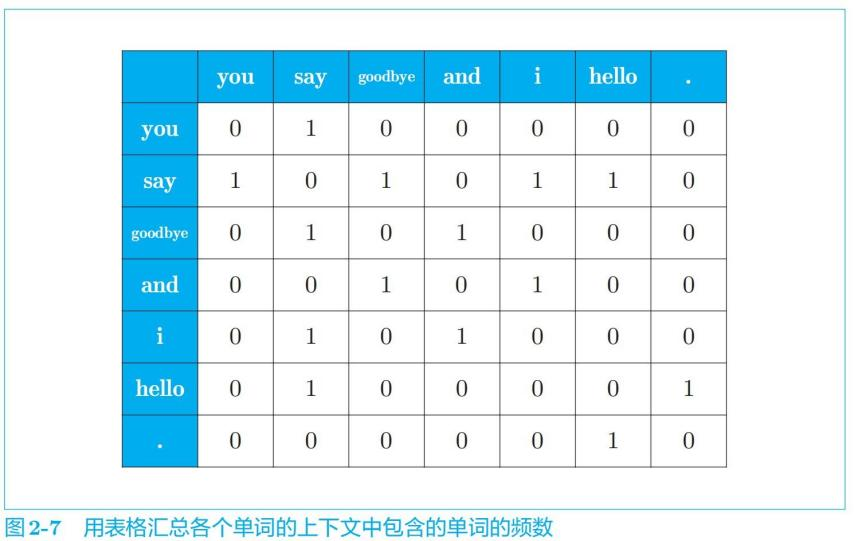 you say goodbye and i hello .
you 0 1 0 0 0 0 0
say 1 0 1 0 1 1 0
goodbye 0 1 0 1 0 0 0
and 0 0 1 0 1 0 0
i 0 1 0 1 0 0 0
hello 0 1 0 0 0 0 1
. 0 0 0 0 0 1 0
图2-7 用表格汇总各个单词的上下文中包含的单词的频数